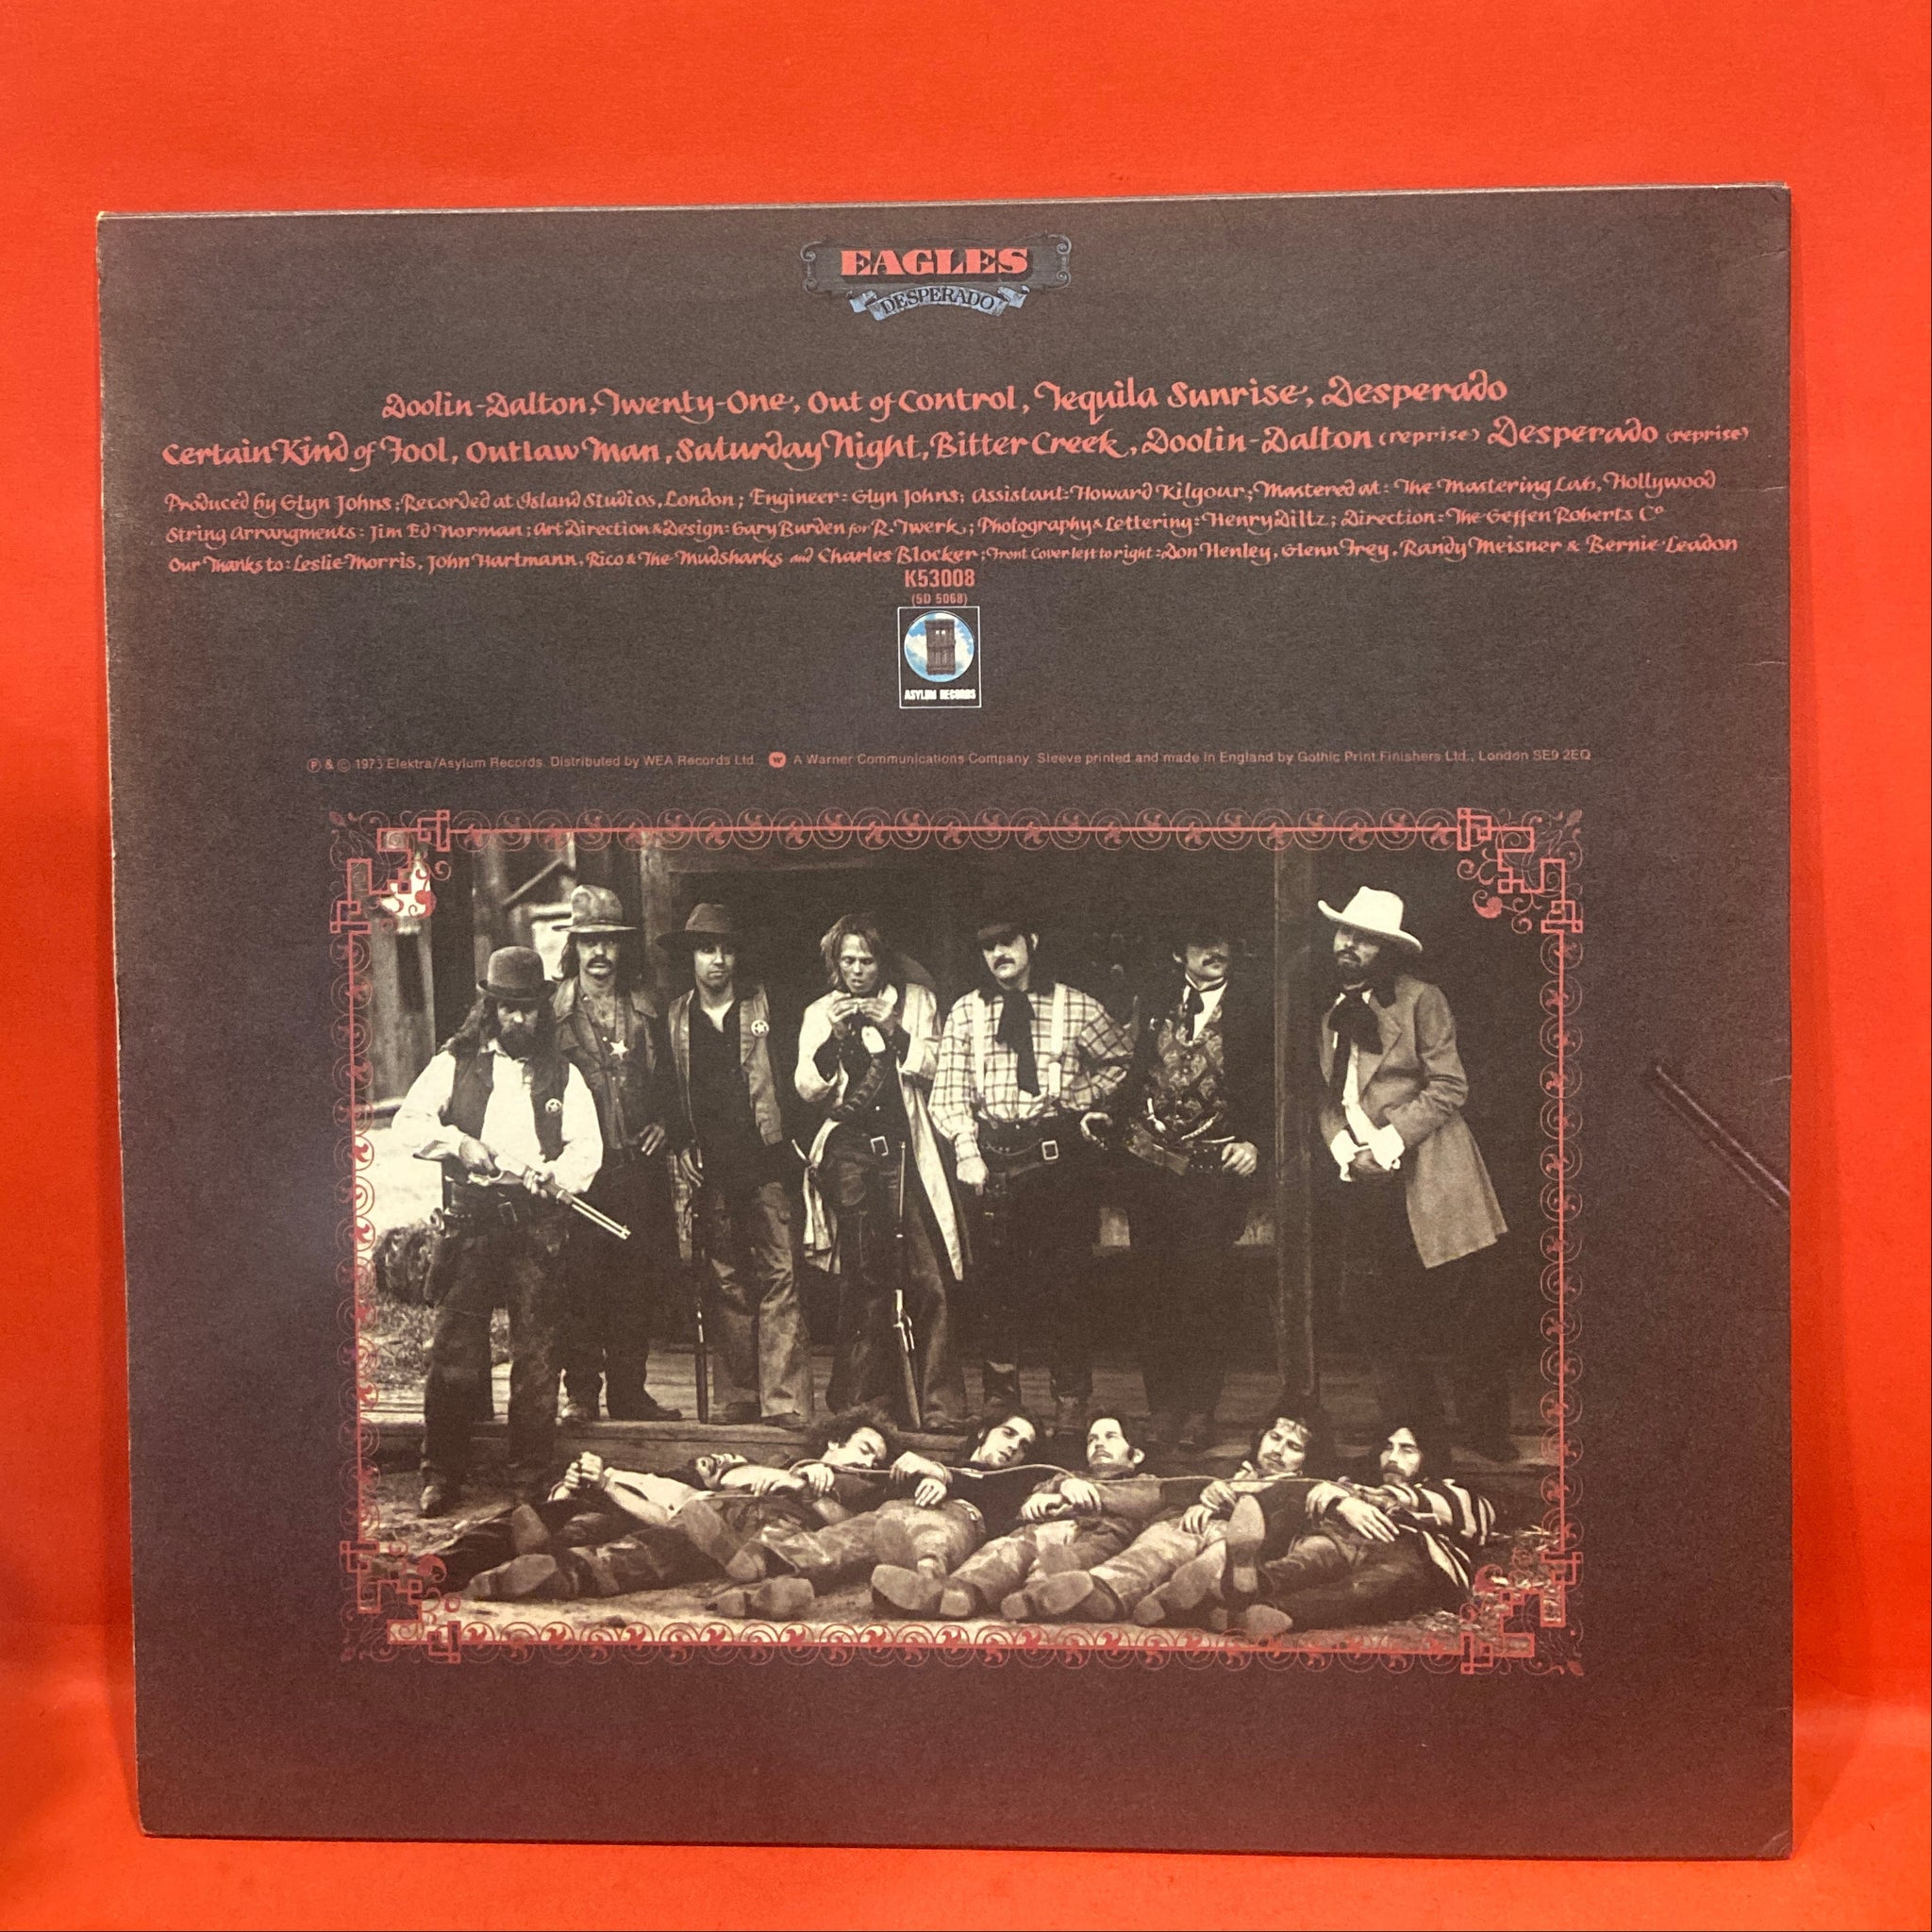 EAGLES
DESPERADO
Doolin-Dalton, Twenty-One, Out of Control, Tequila Sunrise, Desperado
Certain Kind of Fool, Outlaw Man, Saturday Night, Bitter Creek, Doolin-Dalton (reprise) Desperado (reprise)
Produced by Glyn Johns; Recorded at Island Studios, London; Engineer: Glyn Johns; Assistant: Howard Kilgour; Mastered at: The Mastering Lab, Hollywood
String Arrangments: Jim Ed Norman; Art Direction & Design: Gary Burden for R. Twerk; Photography & Lettering: Henry Diltz; Direction: The Geffen Roberts Co
Our Thanks to: Leslie Morris, John Hartmann, Rico & The Mudsharks and Charles Blocker; Front Cover left to right: Don Henley, Glenn Frey, Randy Meisner & Bernie Leadon
K53008
(SD 5068)
ASYLUM RECORDS
Ⓟ & © 1973 Elektra/Asylum Records. Distributed by WEA Records Ltd. W A Warner Communications Company. Sleeve printed and made in England by Gothic Print Finishers Ltd., London SE9 2EQ